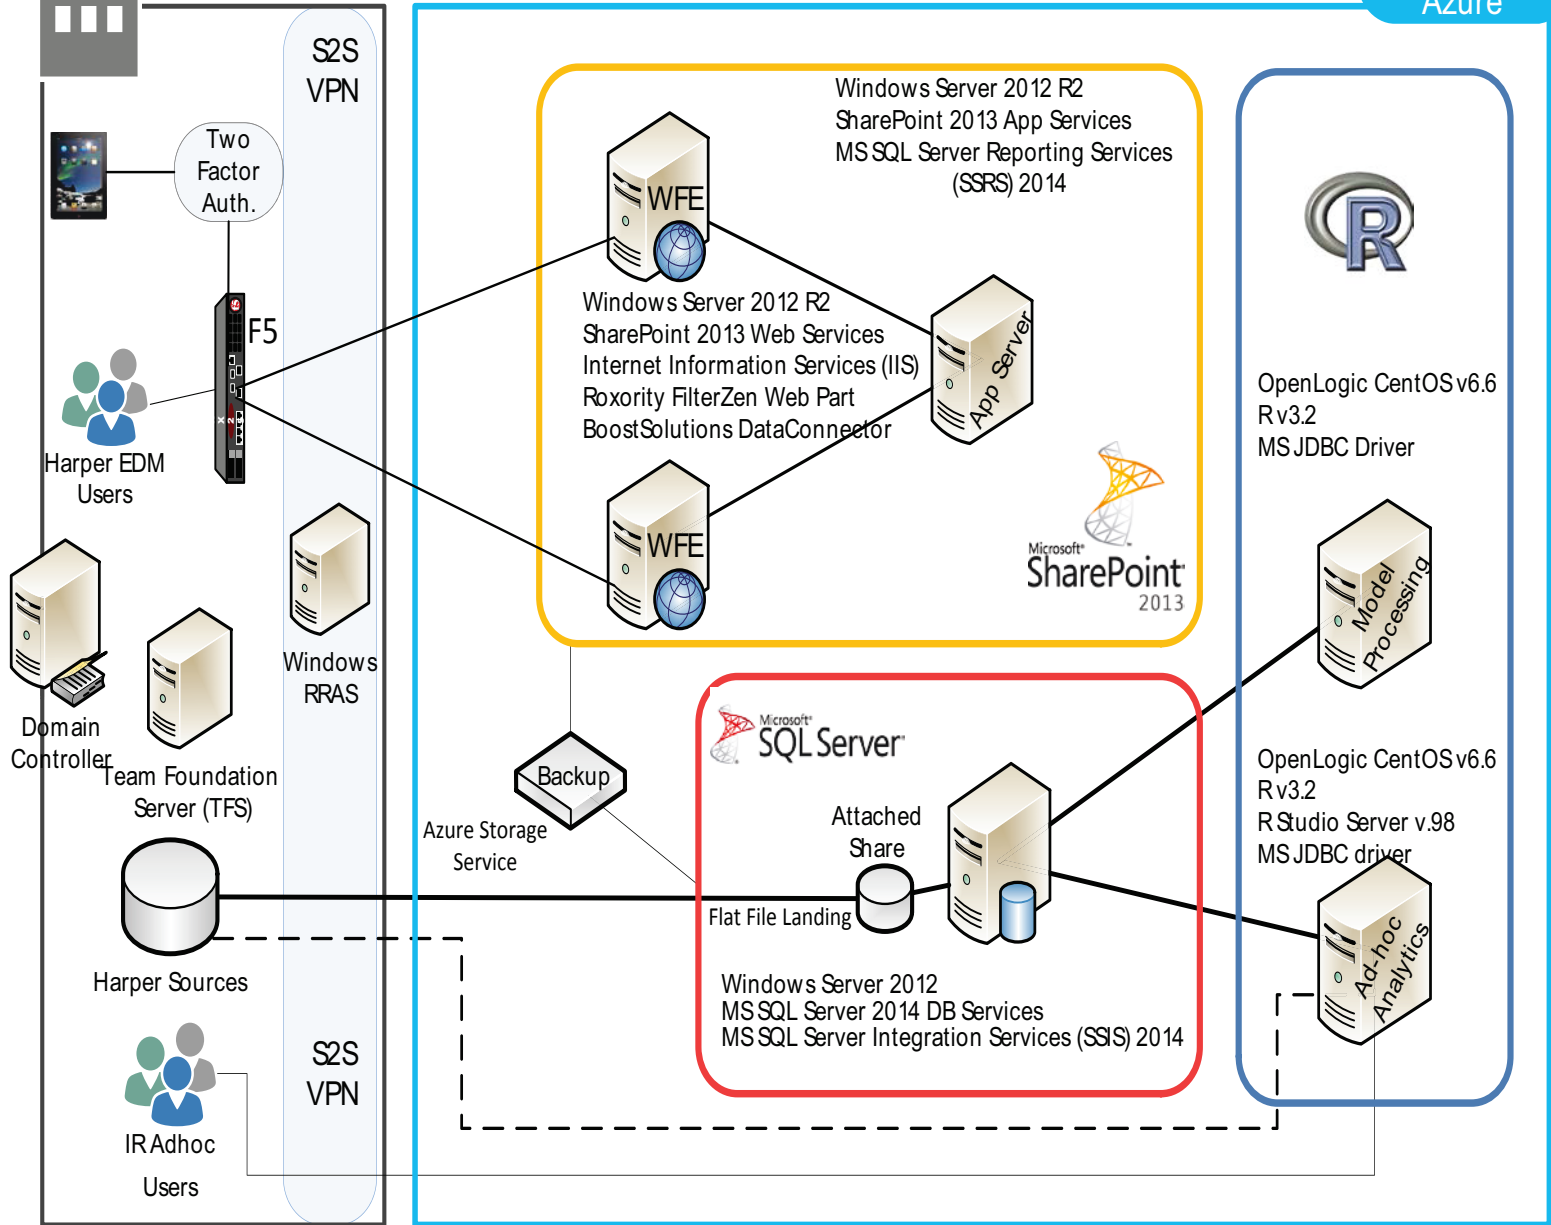 Azure
S2S
VPN
Two
Factor
Auth.
F5
Harper EDM
Users
Windows
RRAS
Domain
Controller
Team Foundation
Server (TFS)
Harper Sources
IR Adhoc
Users
S2S
VPN
Windows Server 2012 R2
SharePoint 2013 App Services
MS SQL Server Reporting Services
(SSRS) 2014
WFE
Windows Server 2012 R2
SharePoint 2013 Web Services
Internet Information Services (IIS)
Roxority FilterZen Web Part
BoostSolutions DataConnector
App Server
WFE
Microsoft®
SharePoint
2013
Backup
Azure Storage
Service
Microsoft®
SQL Server
Attached
Share
Flat File Landing
Windows Server 2012
MS SQL Server 2014 DB Services
MS SQL Server Integration Services (SSIS) 2014
R
OpenLogic CentOS v6.6
R v3.2
MS JDBC Driver
Model
Processing
OpenLogic CentOS v6.6
R v3.2
R Studio Server v.98
MS JDBC driver
Ad-hoc
Analytics